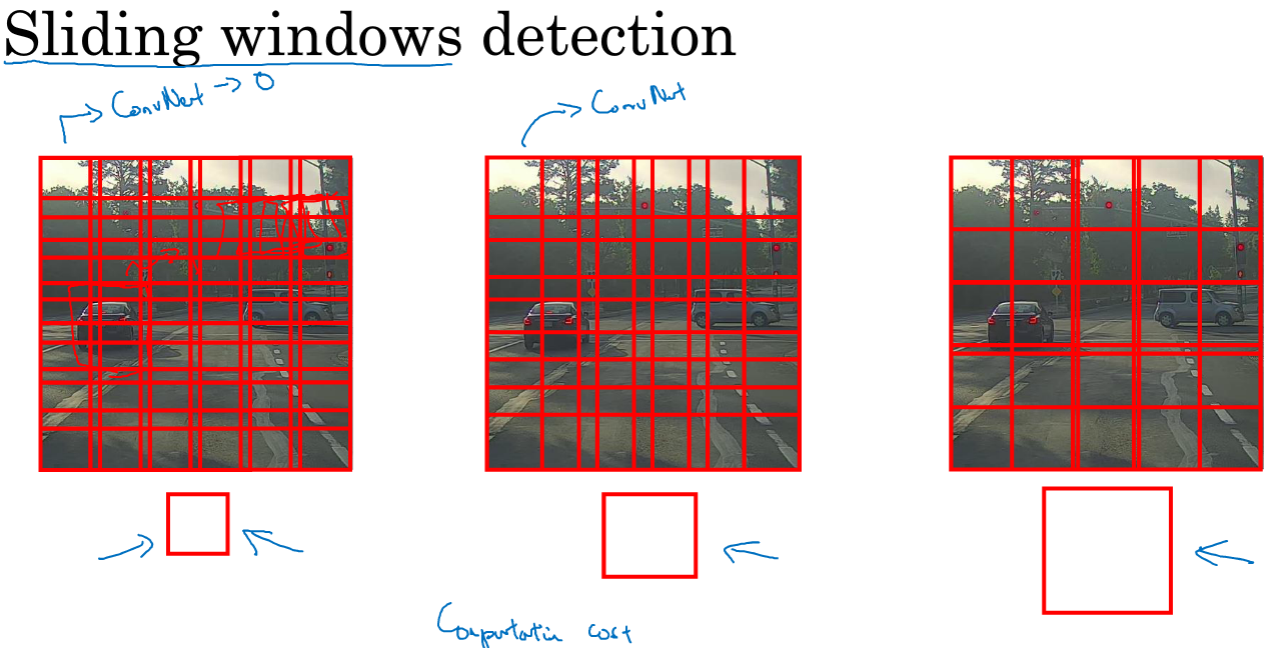 Sliding windows detection
ConvNet → 0
ConvNet
Computation cost